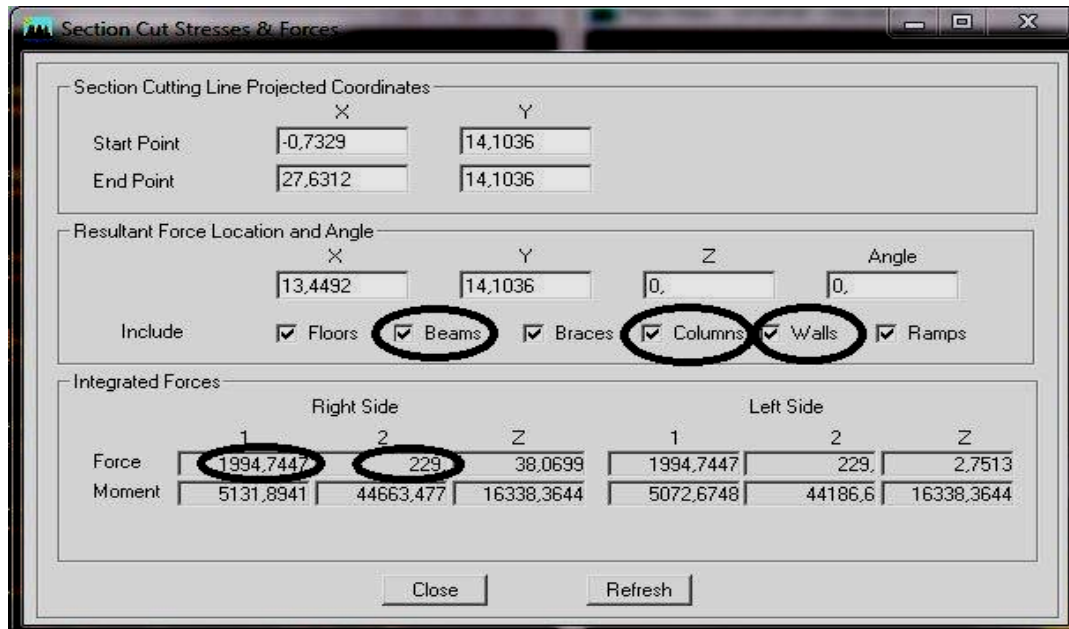 Section Cut Stresses & Forces
Section Cutting Line Projected Coordinates
X Y
Start Point -0,7329 14,1036
End Point 27,6312 14,1036
Resultant Force Location and Angle
X Y Z Angle
13,4492 14,1036 0, 0,
Include Floors Beams Braces Columns Walls Ramps
Integrated Forces
Right Side Left Side
1 2 Z 1 2 Z
Force 1994,7447 229, 38,0699 1994,7447 229, 2,7513
Moment 5131,8941 44663,477 16338,3644 5072,6748 44186,6 16338,3644
Close Refresh